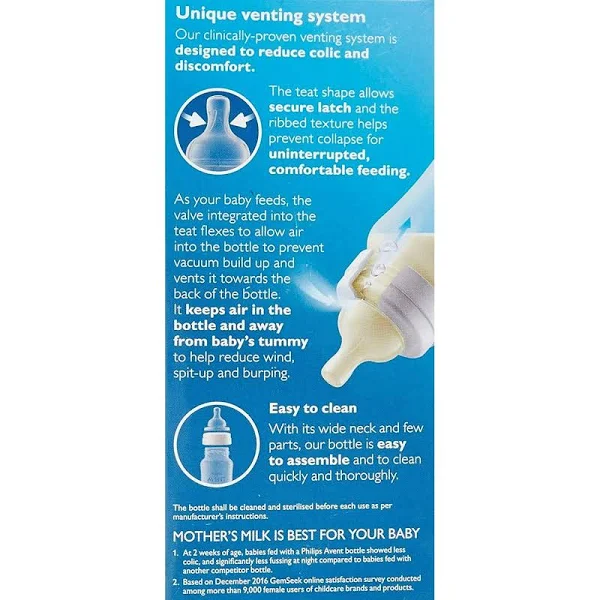 Unique venting system
Our clinically-proven venting system is
designed to reduce colic and
discomfort.
The teat shape allows
secure latch and the
ribbed texture helps
prevent collapse for
uninterrupted,
comfortable feeding.
As your baby feeds, the
valve integrated into the
teat flexes to allow air
into the bottle to prevent
vacuum build up and
vents it towards the
back of the bottle.
It keeps air in the
bottle and away
from baby's tummy
to help reduce wind,
spit-up and burping.
Easy to clean
With its wide neck and few
parts, our bottle is easy
to assemble and to clean
quickly and thoroughly.
The bottle shall be cleaned and sterilised before each use as per
manufacturer's instructions.
MOTHER'S MILK IS BEST FOR YOUR BABY
1. At 2 weeks of age, babies fed with a Philips Avent bottle showed less
colic, and significantly less fussing at night compared to babies fed with
another competitor bottle.
2. Based on December 2016 GemSeek online satisfaction survey conducted
among more than 9,000 female users of childcare brands and products.